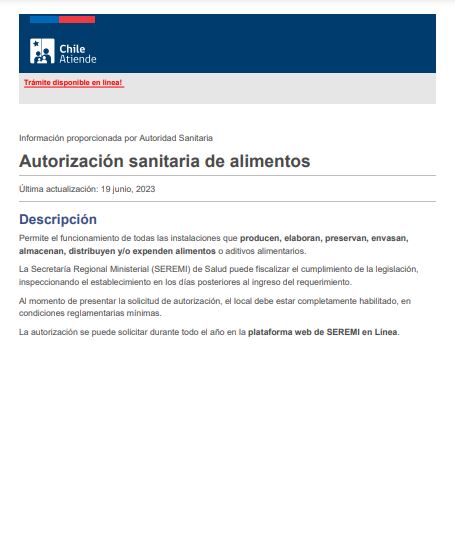 Chile
Atiende
Trámite disponible en línea!
Información proporcionada por Autoridad Sanitaria
Autorización sanitaria de alimentos
Última actualización: 19 junio, 2023
Descripción
Permite el funcionamiento de todas las instalaciones que producen, elaboran, preservan, envasan,
almacenan, distribuyen y/o expenden alimentos o aditivos alimentarios.
La Secretaría Regional Ministerial (SEREMI) de Salud puede fiscalizar el cumplimiento de la legislación,
inspeccionando el establecimiento en los días posteriores al ingreso del requerimiento.
Al momento de presentar la solicitud de autorización, el local debe estar completamente habilitado, en
condiciones reglamentarias mínimas.
La autorización se puede solicitar durante todo el año en la plataforma web de SEREMI en Línea.